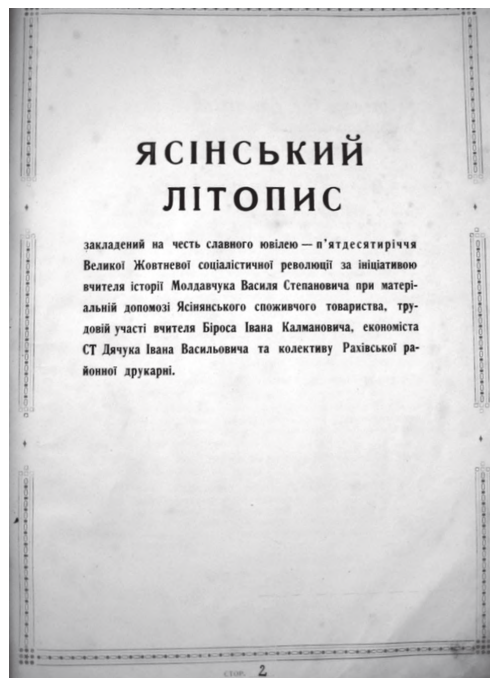 ЯСІНСЬКИЙ
ЛІТОПИС
закладений на честь славного ювілею — п'ятдесятиріччя
Великої Жовтневої соціалістичної революції за ініціативою
вчителя історії Молдавчука Василя Степановича при матері-
альній допомозі Ясінянського споживчого товариства, тру-
довій участі вчителя Біроса Івана Калмановича, економіста
СТ Дячука Івана Васильовича та колективу Рахівської ра-
йонної друкарні.
СТОР. 2